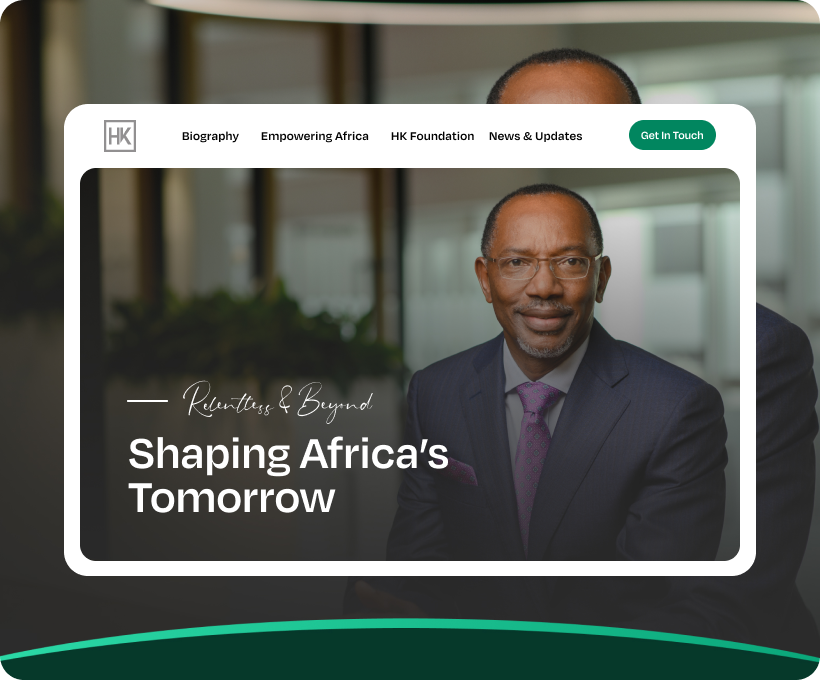 HK
Biography Empowering Africa HK Foundation News & Updates Get In Touch
Relentless & Beyond
Shaping Africa’s
Tomorrow